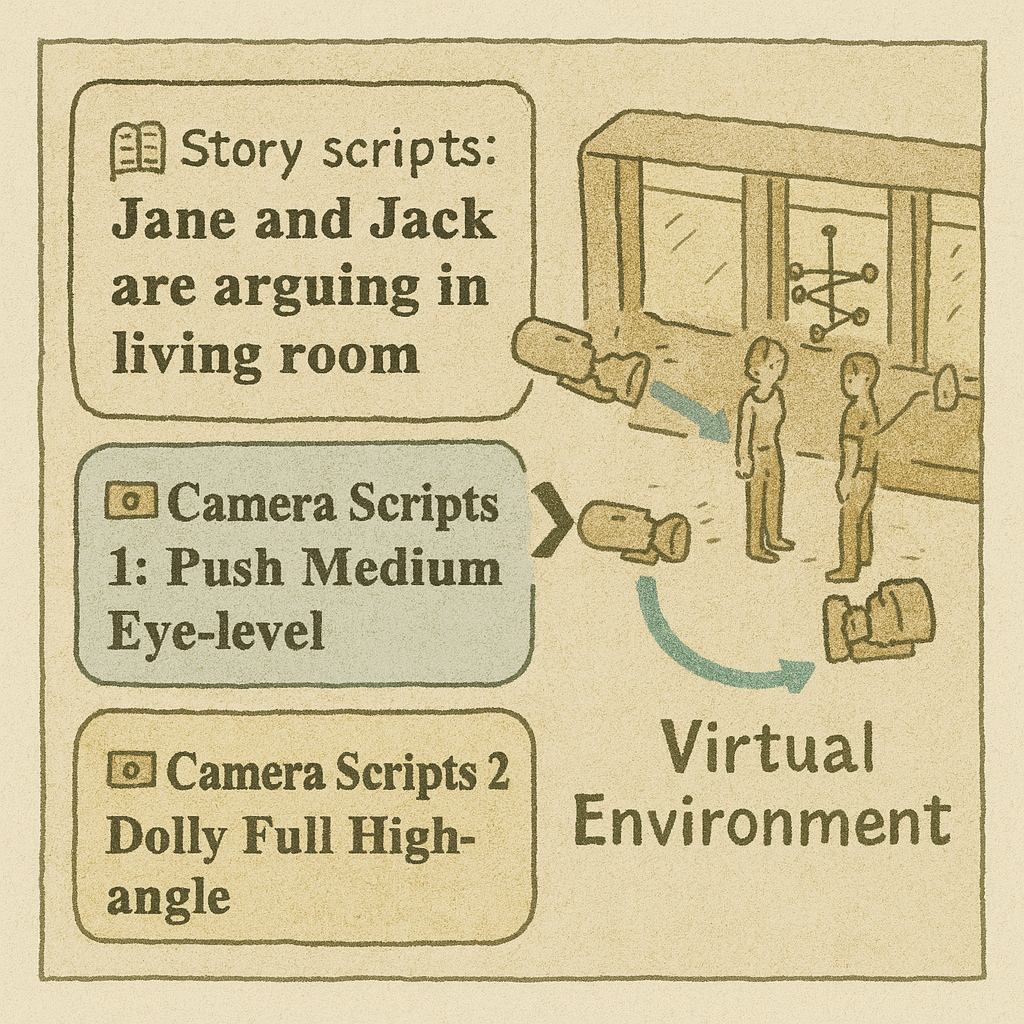 Story scripts:
Jane and Jack
are arguing in
living room
Camera Scripts
1: Push Medium
Eye-level
Camera Scripts 2
Dolly Full High-
angle
Virtual
Environment